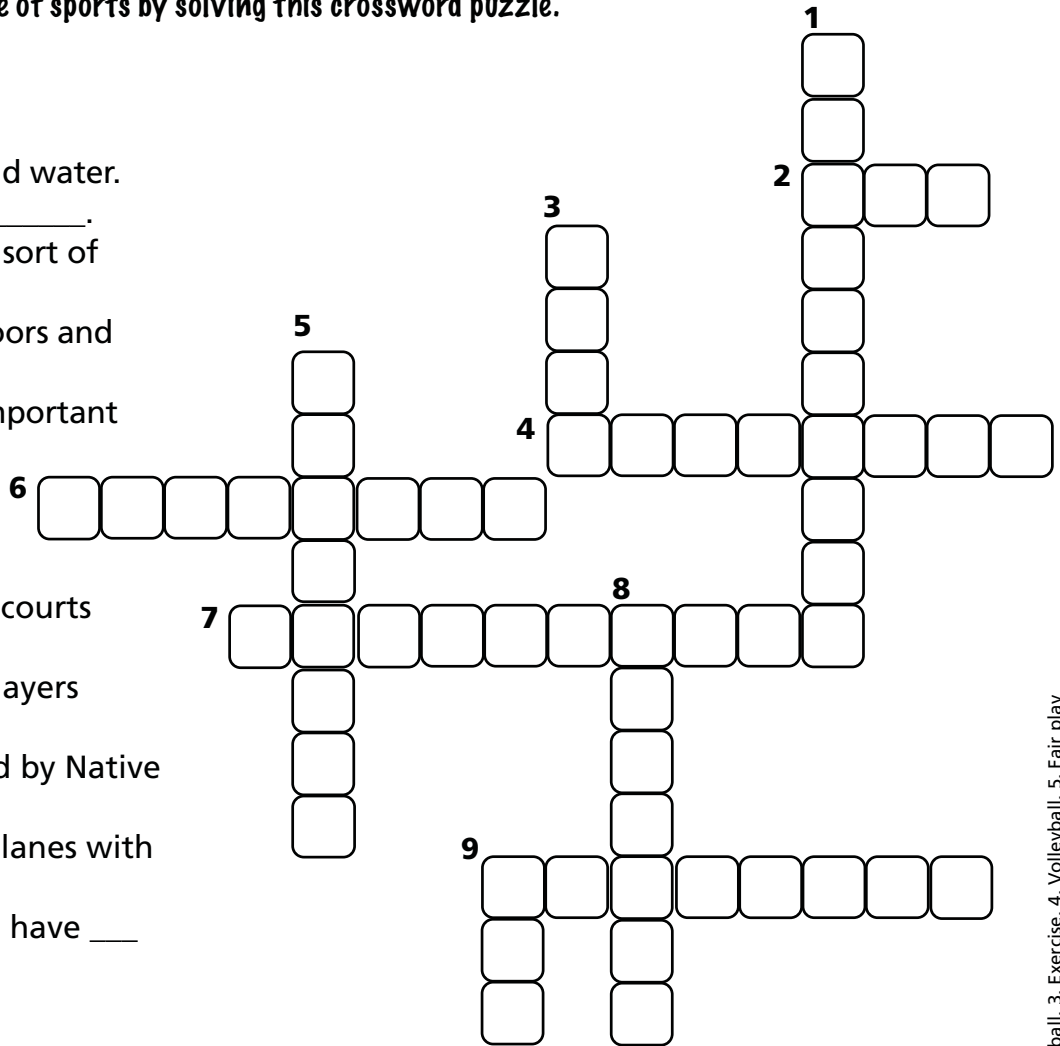 e of sports by solving this crossword puzzle.
1
d water.
2
______.
3
sort of
5
oors and
mportant
4
6
8
courts
7
ayers
d by Native
lanes with
9
have ___
ball. 3. Exercise. 4. Volleyball. 5. Fair play